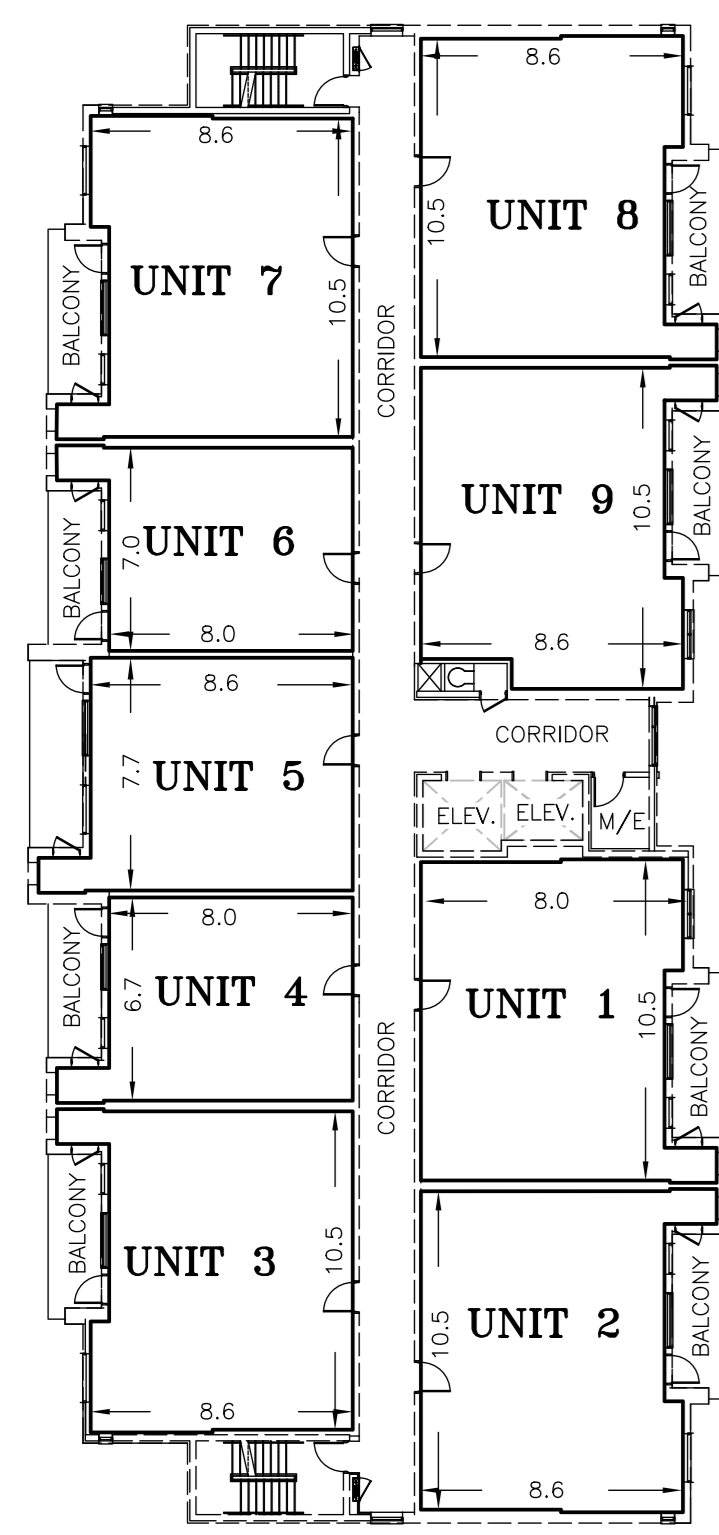 8.6
8.6
10.5
UNIT 8
BALCONY
10.5
UNIT 7
BALCONY
CORRIDOR
UNIT 9
10.5
BALCONY
7.0
UNIT 6
BALCONY
8.0
8.6
8.6
CORRIDOR
7.7
UNIT 5
ELEV.
ELEV.
M/E
8.0
8.0
BALCONY
6.7
UNIT 4
UNIT 1
10.5
BALCONY
CORRIDOR
BALCONY
UNIT 3
10.5
10.5
UNIT 2
BALCONY
8.6
8.6